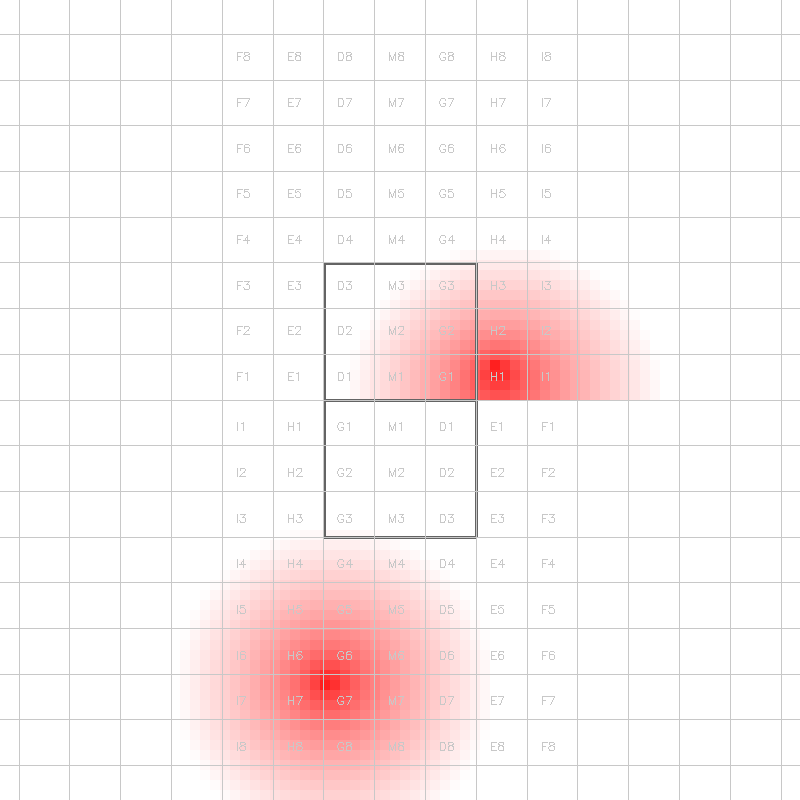 F8 E8 D8 M8 G8 H8 I8
F7 E7 D7 M7 G7 H7 I7
F6 E6 D6 M6 G6 H6 I6
F5 E5 D5 M5 G5 H5 I5
F4 E4 D4 M4 G4 H4 I4
F3 E3 D3 M3 G3 H3 I3
F2 E2 D2 M2 G2 H2 I2
F1 E1 D1 M1 G1 H1 I1
I1 H1 G1 M1 D1 E1 F1
I2 H2 G2 M2 D2 E2 F2
I3 H3 G3 M3 D3 E3 F3
I4 H4 G4 M4 D4 E4 F4
I5 H5 G5 M5 D5 E5 F5
I6 H6 G6 M6 D6 E6 F6
I7 H7 G7 M7 D7 E7 F7
I8 H8 G8 M8 D8 E8 F8